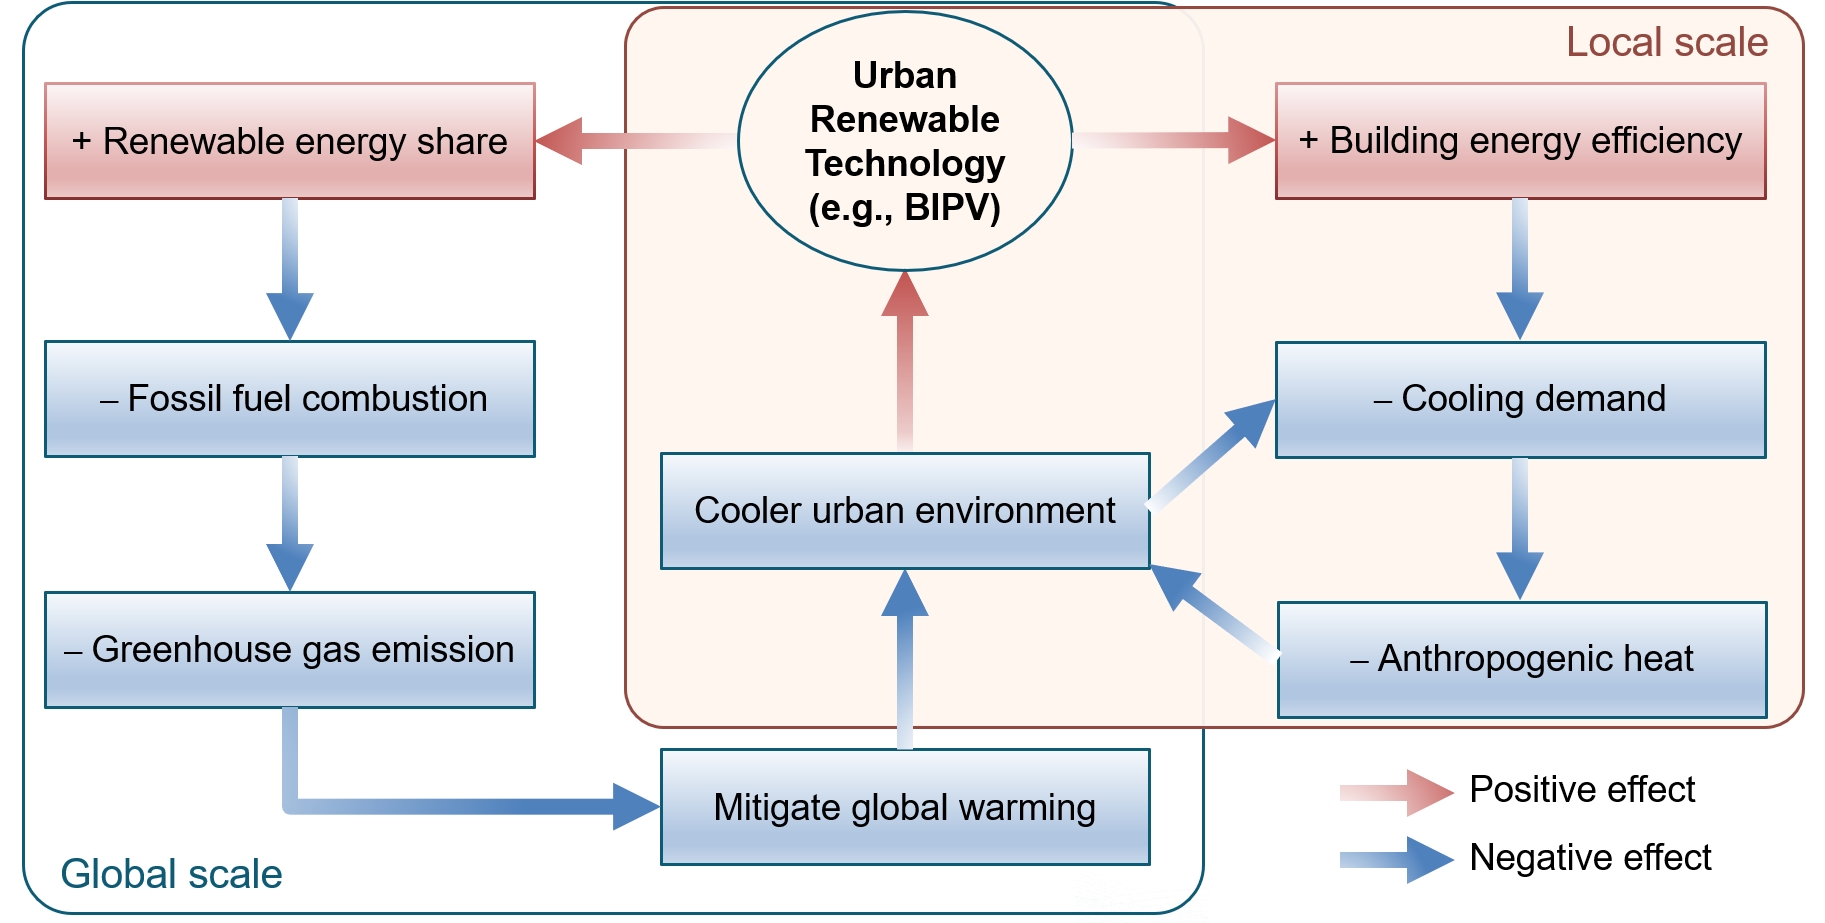 Local scale
Urban
Renewable
Technology
(e.g., BIPV)
+ Renewable energy share
+ Building energy efficiency
– Fossil fuel combustion
– Cooling demand
Cooler urban environment
– Greenhouse gas emission
– Anthropogenic heat
Mitigate global warming
Positive effect
Negative effect
Global scale